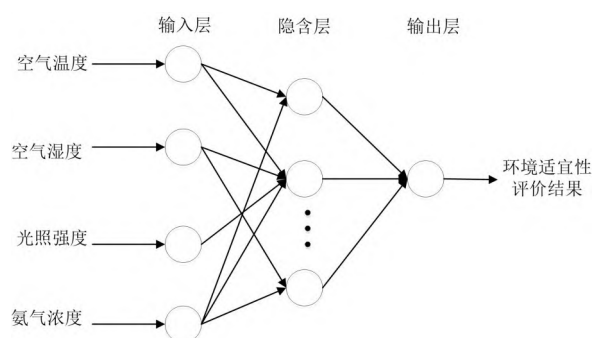 输入层
隐含层
输出层
空气温度
空气湿度
光照强度
氨气浓度
环境适宜性
评价结果